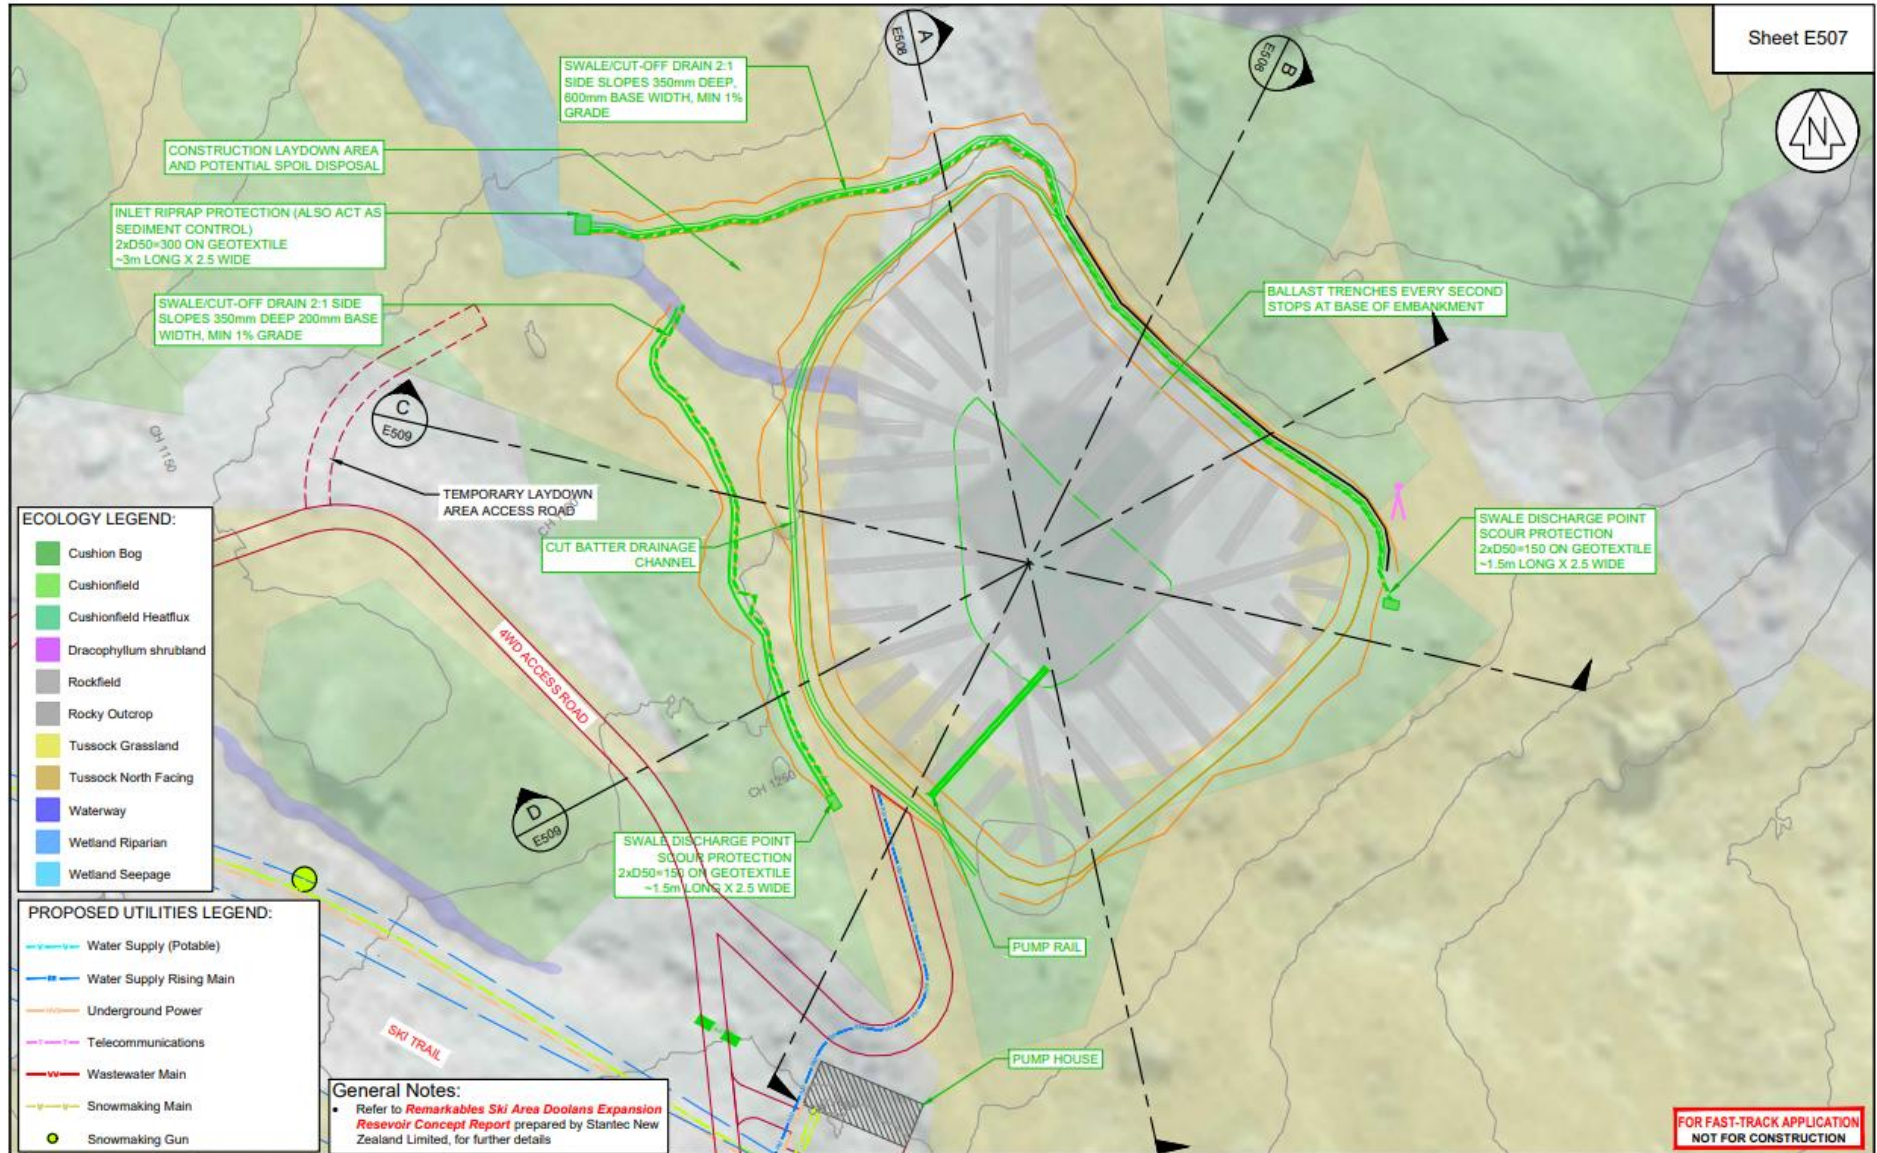 Sheet E507
N
A
E508
B
E508
SWALE/CUT-OFF DRAIN 2:1
SIDE SLOPES 350mm DEEP,
600mm BASE WIDTH, MIN 1%
GRADE
CONSTRUCTION LAYDOWN AREA
AND POTENTIAL SPOIL DISPOSAL
INLET RIPRAP PROTECTION (ALSO ACT AS
SEDIMENT CONTROL)
2xD50=300 ON GEOTEXTILE
~3m LONG X 2.5 WIDE
SWALE/CUT-OFF DRAIN 2:1 SIDE
SLOPES 350mm DEEP 200mm BASE
WIDTH, MIN 1% GRADE
BALLAST TRENCHES EVERY SECOND
STOPS AT BASE OF EMBANKMENT
C
E509
CH 1150
TEMPORARY LAYDOWN
AREA ACCESS ROAD
CUT BATTER DRAINAGE
CHANNEL
SWALE DISCHARGE POINT
SCOUR PROTECTION
2xD50=150 ON GEOTEXTILE
~1.5m LONG X 2.5 WIDE
4WD ACCESS ROAD
CH 1250
D
E509
SWALE DISCHARGE POINT
SCOUR PROTECTION
2xD50=150 ON GEOTEXTILE
~1.5m LONG X 2.5 WIDE
PUMP RAIL
PUMP HOUSE
SKI TRAIL
ECOLOGY LEGEND:
Cushion Bog
Cushionfield
Cushionfield Heatflux
Dracophyllum shrubland
Rockfield
Rocky Outcrop
Tussock Grassland
Tussock North Facing
Waterway
Wetland Riparian
Wetland Seepage
PROPOSED UTILITIES LEGEND:
Water Supply (Potable)
Water Supply Rising Main
Underground Power
Telecommunications
Wastewater Main
Snowmaking Main
Snowmaking Gun
General Notes:
• Refer to Remarkables Ski Area Doolans Expansion
Resevoir Concept Report prepared by Stantec New
Zealand Limited, for further details
FOR FAST-TRACK APPLICATION
NOT FOR CONSTRUCTION